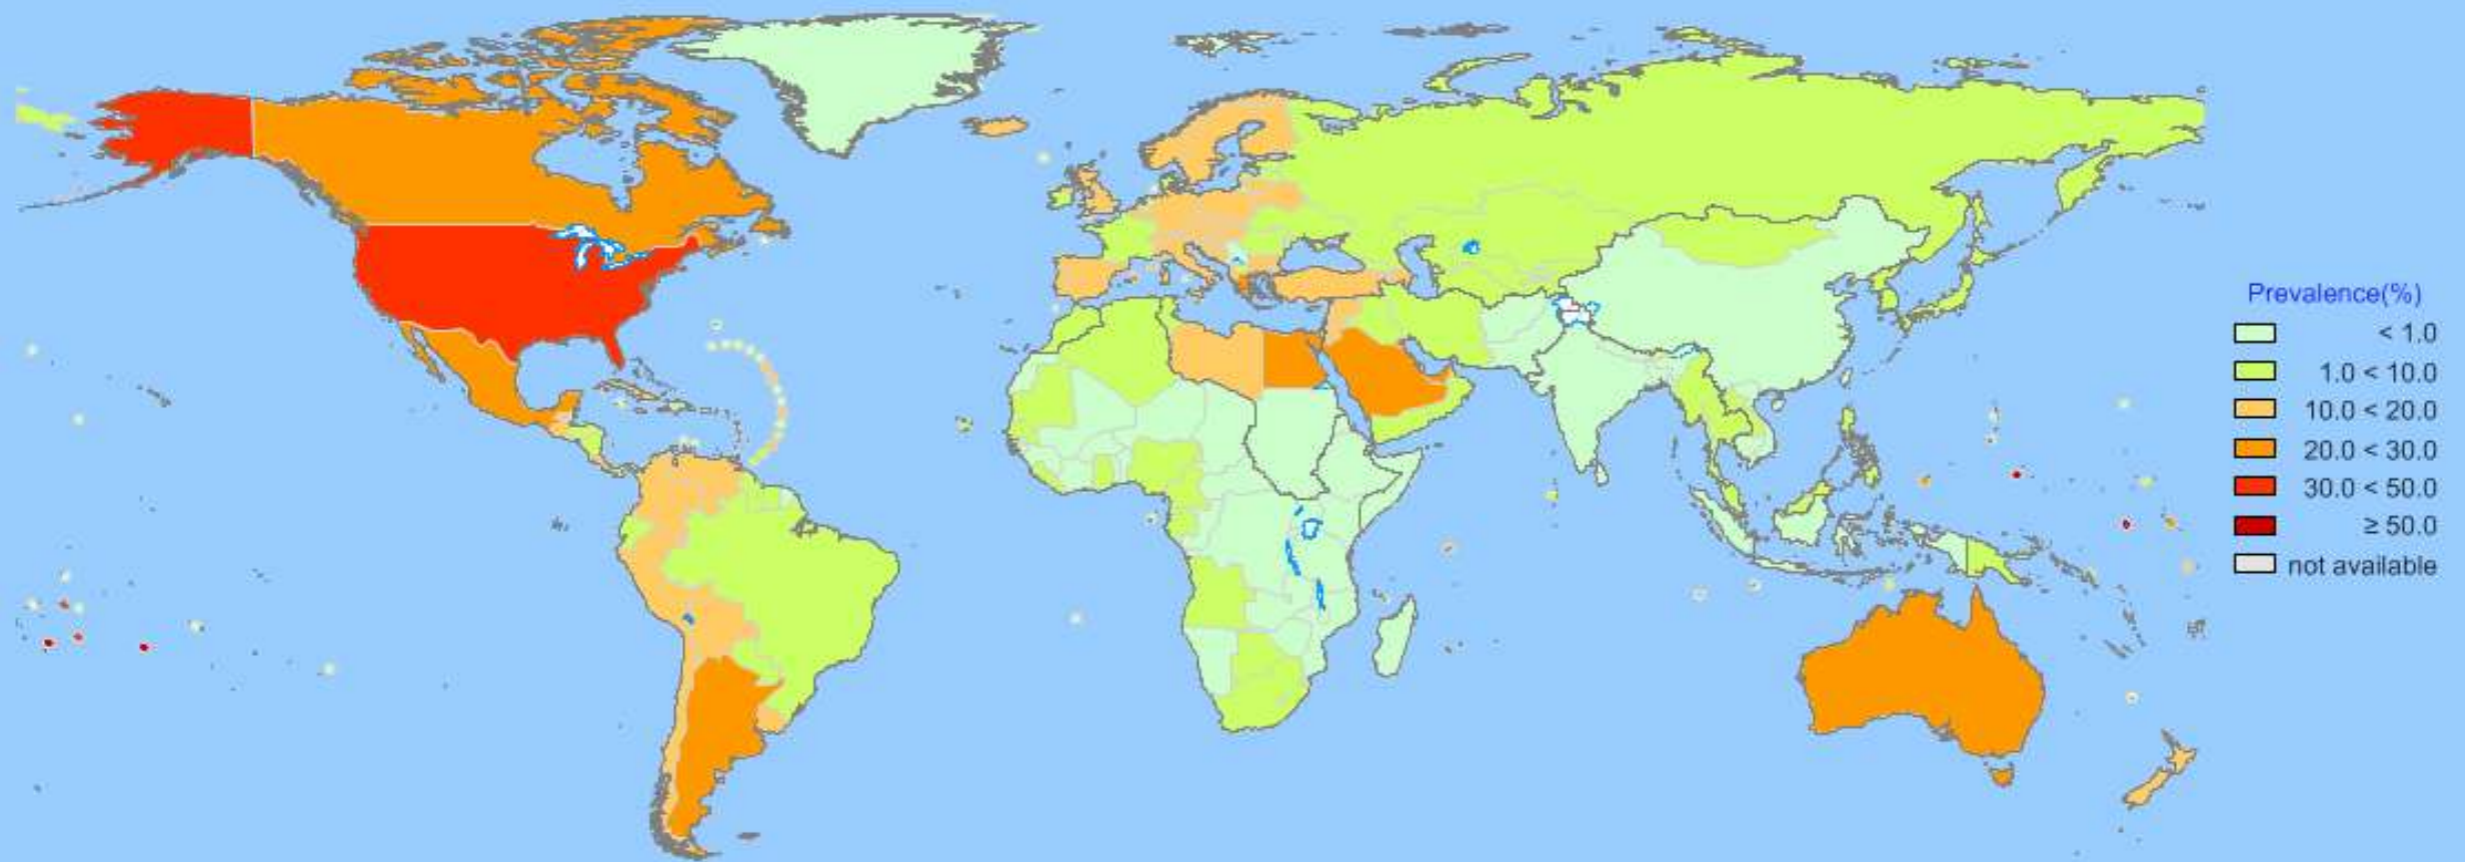 Prevalence(%)
< 1.0
1.0 < 10.0
10.0 < 20.0
20.0 < 30.0
30.0 < 50.0
≥ 50.0
not available